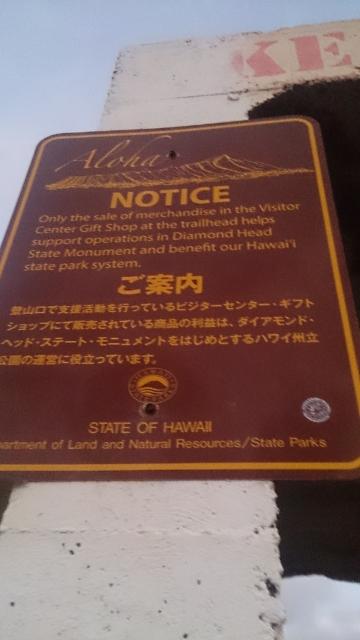 KE
Aloha
NOTICE
Only the sale of merchandise in the Visitor
Center Gift Shop at the trailhead helps
support operations in Diamond Head
State Monument and benefit our Hawai'i
state park system.
ご案内
登山口で支援活動を行っているビジターセンター・ギフト
ショップにて販売されている商品の利益は、ダイアモンド・
ヘッド・ステート・モニュメントをはじめとするハワイ州立
公園の運営に役立っています。
STATE OF HAWAII
partment of Land and Natural Resources/State Parks